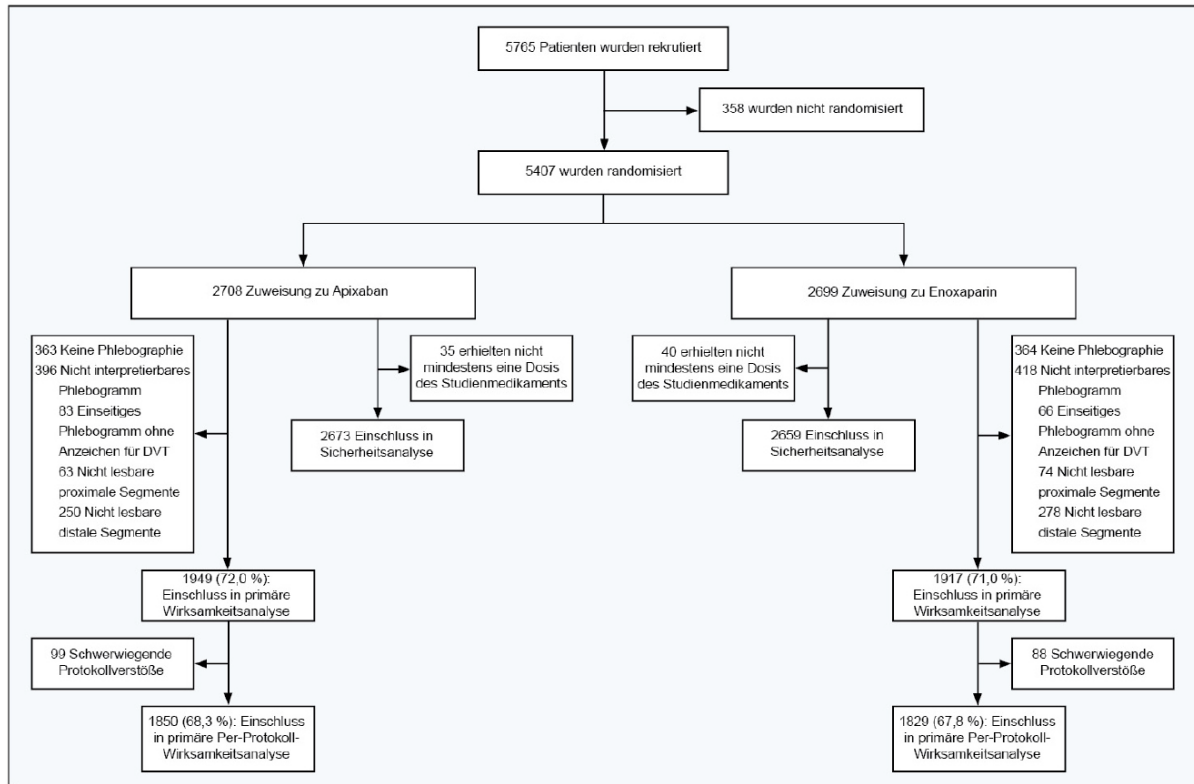 5765 Patienten wurden rekrutiert
358 wurden nicht randomisiert
5407 wurden randomisiert
2708 Zuweisung zu Apixaban
2699 Zuweisung zu Enoxaparin
363 Keine Phlebographie
396 Nicht interpretierbares
Phlebogramm
83 Einseitiges
Phlebogramm ohne
Anzeichen für DVT
63 Nicht lesbare
proximale Segmente
250 Nicht lesbare
distale Segmente
35 erhielten nicht
mindestens eine Dosis
des Studienmedikaments
2673 Einschluss in
Sicherheitsanalyse
40 erhielten nicht
mindestens eine Dosis
des Studienmedikaments
2659 Einschluss in
Sicherheitsanalyse
364 Keine Phlebographie
418 Nicht interpretierbares
Phlebogramm
66 Einseitiges
Phlebogramm ohne
Anzeichen für DVT
74 Nicht lesbare
proximale Segmente
278 Nicht lesbare
distale Segmente
1949 (72,0 %):
Einschluss in primäre
Wirksamkeitsanalyse
1917 (71,0 %):
Einschluss in primäre
Wirksamkeitsanalyse
99 Schwerwiegende
Protokollverstöße
88 Schwerwiegende
Protokollverstöße
1850 (68,3 %): Einschluss
in primäre Per-Protokoll-
Wirksamkeitsanalyse
1829 (67,8 %): Einschluss
in primäre Per-Protokoll-
Wirksamkeitsanalyse